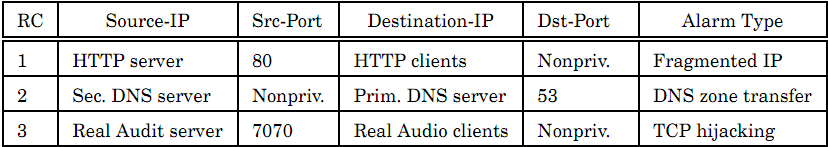 RC Source-IP Src-Port Destination-IP Dst-Port Alarm Type
1 HTTP server 80 HTTP clients Nonpriv. Fragmented IP
2 Sec. DNS server Nonpriv. Prim. DNS server 53 DNS zone transfer
3 Real Audit server 7070 Real Audio clients Nonpriv. TCP hijacking